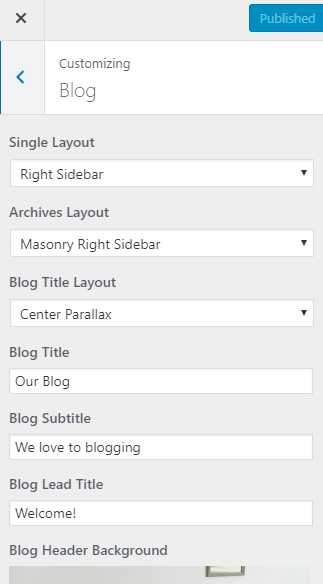 Published
Customizing
Blog
Single Layout
Right Sidebar
Archives Layout
Masonry Right Sidebar
Blog Title Layout
Center Parallax
Blog Title
Our Blog
Blog Subtitle
We love to blogging
Blog Lead Title
Welcome!
Blog Header Background